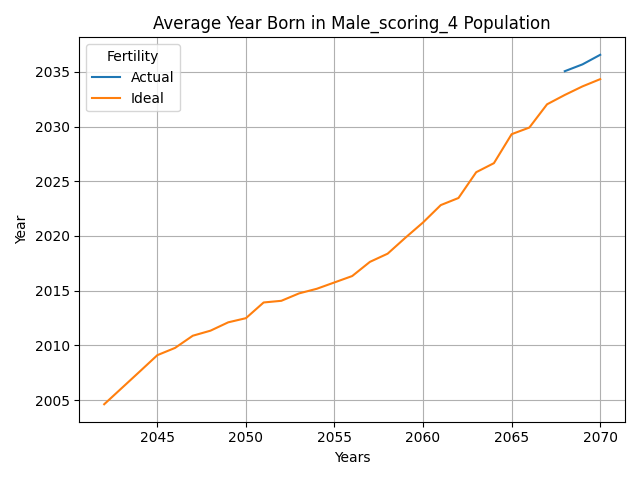 Average Year Born in Male_scoring_4 Population
Fertility
Actual
Ideal
2035
2030
2025
2020
2015
2010
2005
Year
2045 2050 2055 2060 2065 2070
Years